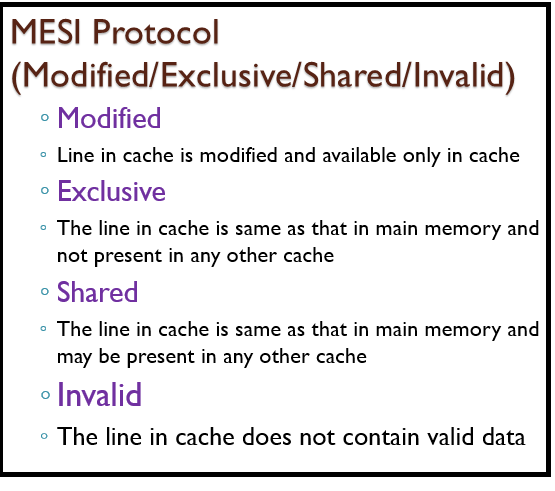 MESI Protocol
(Modified/Exclusive/Shared/Invalid)
◦ Modified
◦ Line in cache is modified and available only in cache
◦ Exclusive
◦ The line in cache is same as that in main memory and
not present in any other cache
◦ Shared
◦ The line in cache is same as that in main memory and
may be present in any other cache
◦ Invalid
◦ The line in cache does not contain valid data